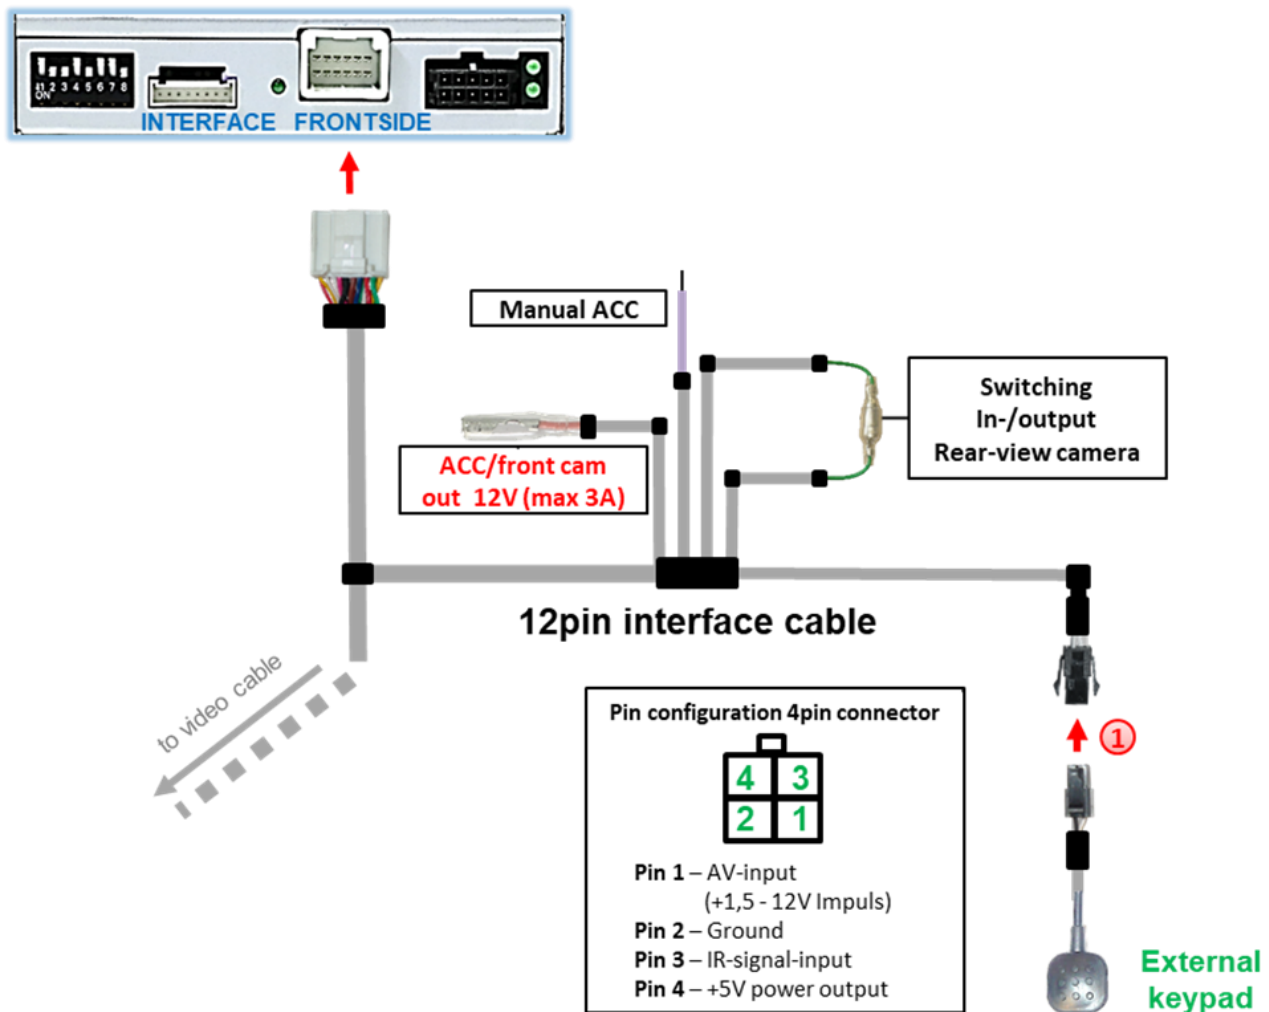 1 2 3 4 5 6 7 8
ON
INTERFACE FRONTSIDE
Manual ACC
Switching
In-/output
Rear-view camera
ACC/front cam
out 12V (max 3A)
12pin interface cable
to video cable
1
Pin configuration 4pin connector
4 3
2 1
Pin 1 – AV-input
(+1,5 - 12V Impuls)
Pin 2 – Ground
Pin 3 – IR-signal-input
Pin 4 – +5V power output
External
keypad